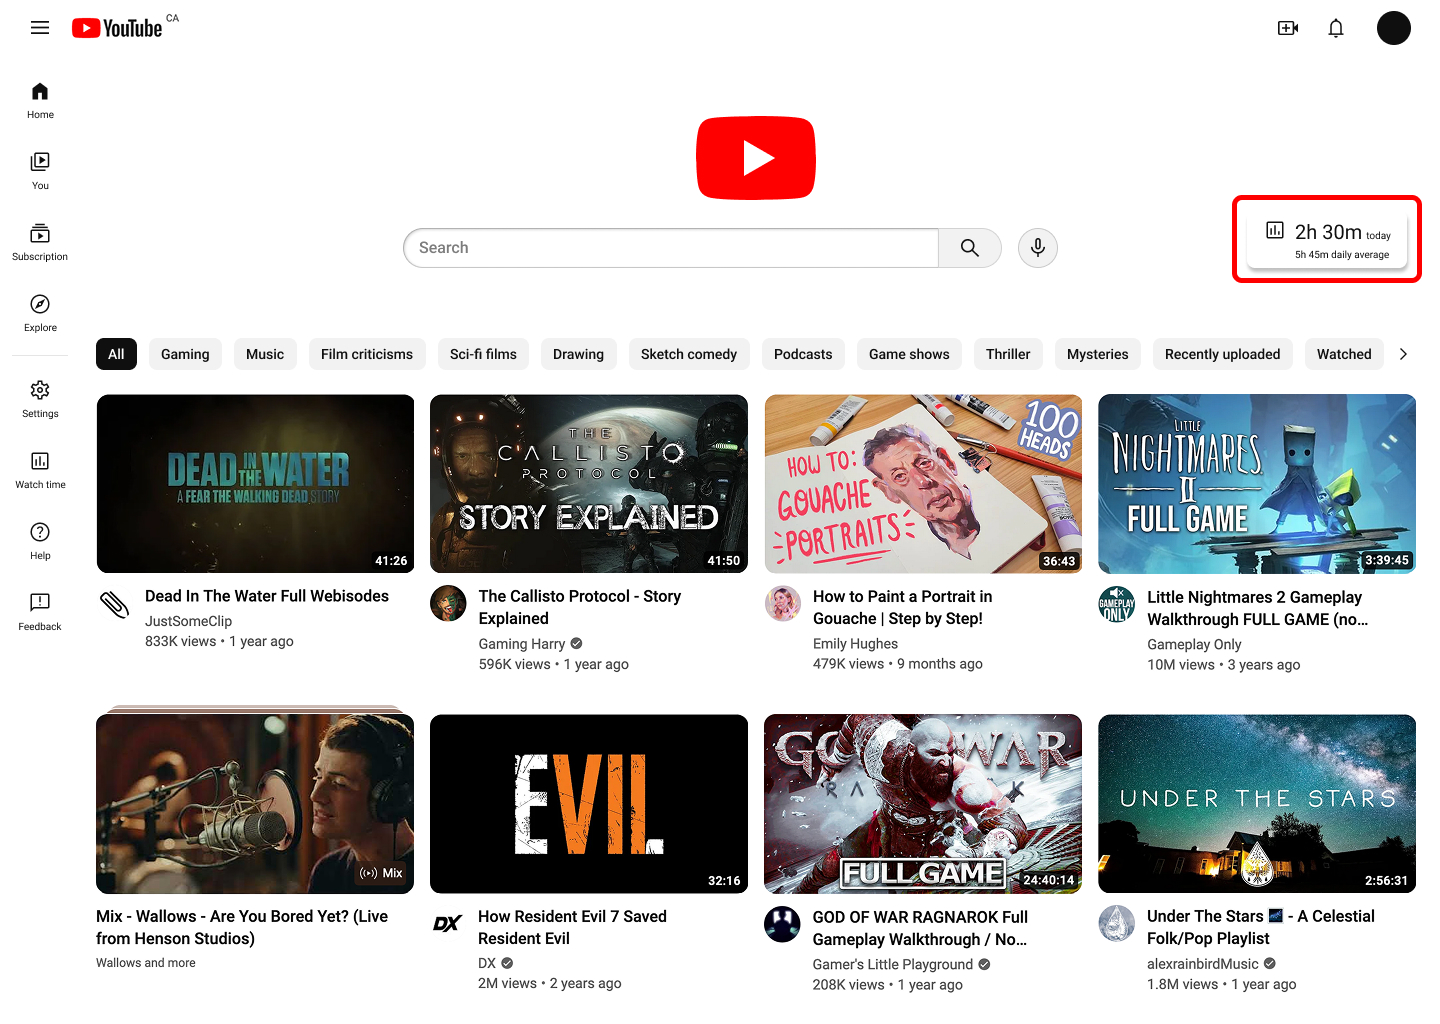 YouTube CA
Home
You
Subscription
Explore
Settings
Watch time
Help
Feedback
Search
2h 30m today
5h 45m daily average
All Gaming Music Film criticisms Sci-fi films Drawing Sketch comedy Podcasts Game shows Thriller Mysteries Recently uploaded Watched
DEAD IN THE WATER
A FEAR THE WALKING DEAD STORY
41:26
Dead In The Water Full Webisodes
JustSomeClip
833K views • 1 year ago
THE
CALLISTO
PROTOCOL
STORY EXPLAINED
41:50
The Callisto Protocol - Story
Explained
Gaming Harry
596K views • 1 year ago
100
HEADS
HOW TO:
GOUACHE
PORTRAITS
36:43
How to Paint a Portrait in
Gouache | Step by Step!
Emily Hughes
479K views • 9 months ago
LITTLE
NIGHTMARES
II
FULL GAME
3:39:45
GAMEPLAY
ONLY
Little Nightmares 2 Gameplay
Walkthrough FULL GAME (no…
Gameplay Only
10M views • 3 years ago
Mix
Mix - Wallows - Are You Bored Yet? (Live
from Henson Studios)
Wallows and more
EVIL
32:16
DX
How Resident Evil 7 Saved
Resident Evil
DX
2M views • 2 years ago
GOD OF WAR
FULL GAME
24:40:14
GOD OF WAR RAGNAROK Full
Gameplay Walkthrough / No…
Gamer's Little Playground
208K views • 1 year ago
UNDER THE STARS
2:56:31
Under The Stars 🌌 - A Celestial
Folk/Pop Playlist
alexrainbirdMusic
1.8M views • 1 year ago